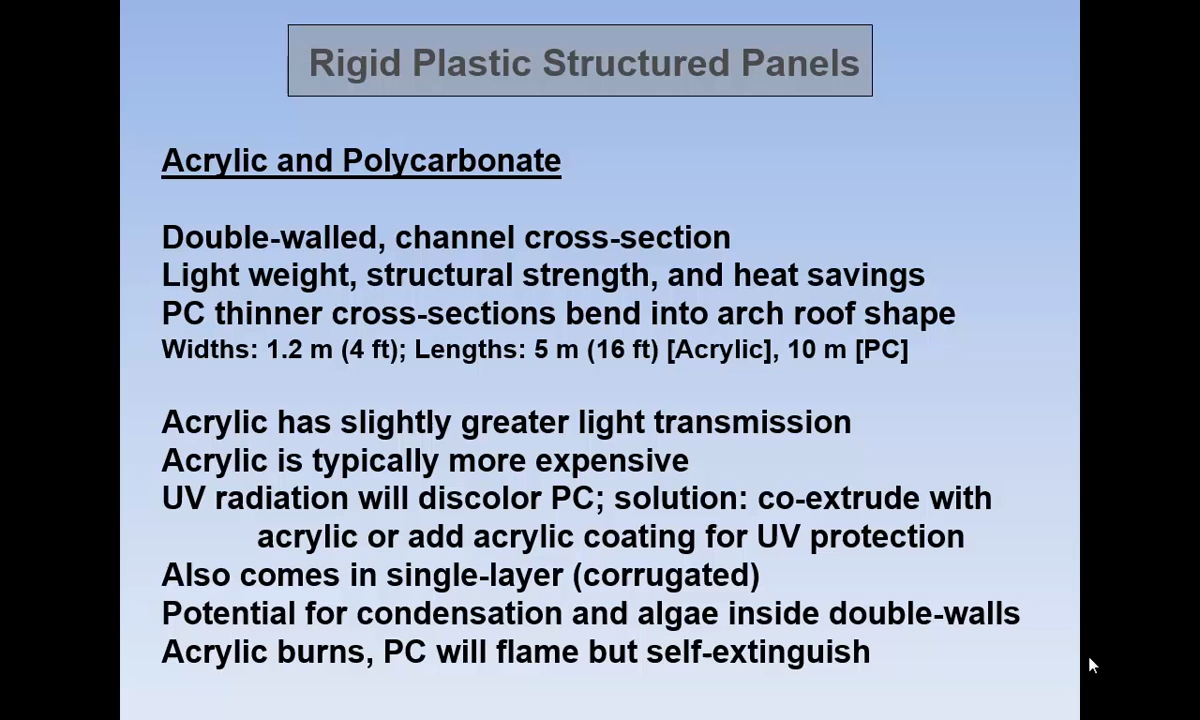 Rigid Plastic Structured Panels
Acrylic and Polycarbonate
Double-walled, channel cross-section
Light weight, structural strength, and heat savings
PC thinner cross-sections bend into arch roof shape
Widths: 1.2 m (4 ft); Lengths: 5 m (16 ft) [Acrylic], 10 m [PC]
Acrylic has slightly greater light transmission
Acrylic is typically more expensive
UV radiation will discolor PC; solution: co-extrude with
acrylic or add acrylic coating for UV protection
Also comes in single-layer (corrugated)
Potential for condensation and algae inside double-walls
Acrylic burns, PC will flame but self-extinguish